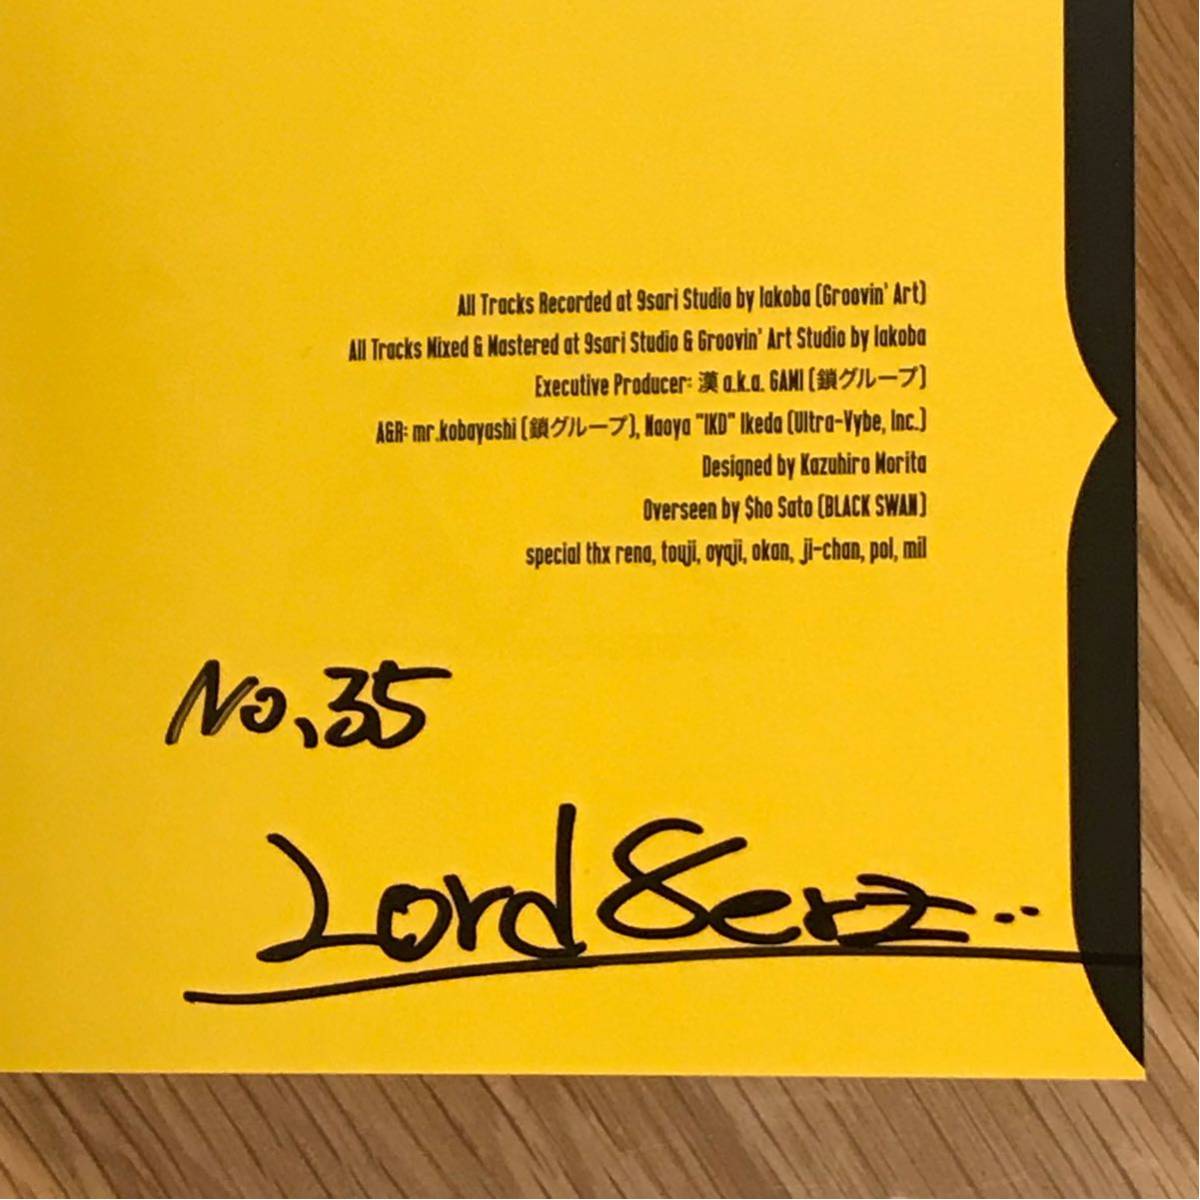 All Tracks Recorded at 9sari Studio by Iakoba (Groovin' Art)
All Tracks Mixed & Mastered at 9sari Studio & Groovin' Art Studio by Iakoba
Executive Producer: 漢 a.k.a. GAMI (鎖グループ)
A&R: mr.kobayashi (鎖グループ), Naoya "IKD" Ikeda (Ultra-Vybe, Inc.)
Designed by Kazuhiro Morita
Overseen by $ho Sato (BLACK SWAN)
special thx rena, touji, oyaji, okan, ji-chan, pol, mil
No.35
Lord 8erz..